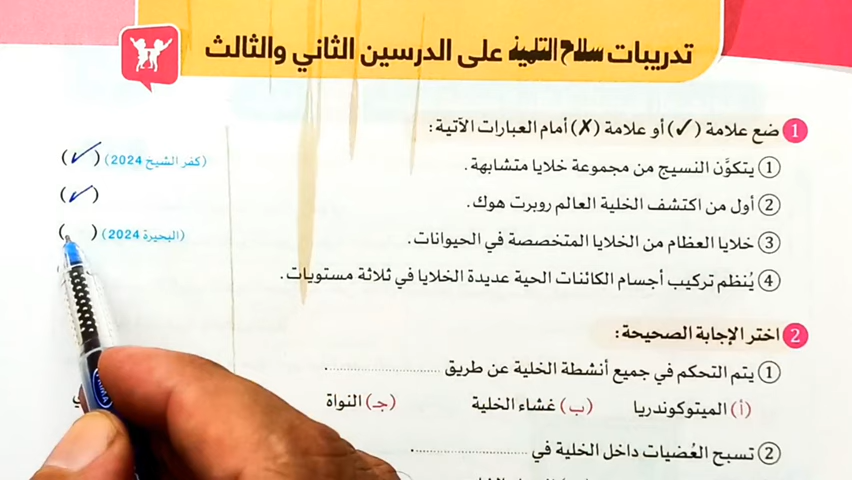 تدريبات سلاح التلميذ على الدرسين الثاني والثالث
1 ضع علامة (✓) أو علامة (✗) أمام العبارات الآتية:
① يتكوَّن النسيج من مجموعة خلايا متشابهة. (كفر الشيخ 2024) (✓)
② أول من اكتشف الخلية العالم روبرت هوك. (✓)
③ خلايا العظام من الخلايا المتخصصة في الحيوانات. (البحيرة 2024) ( )
④ يُنظم تركيب أجسام الكائنات الحية عديدة الخلايا في ثلاثة مستويات.
2 اختر الإجابة الصحيحة:
① يتم التحكم في جميع أنشطة الخلية عن طريق ....................
(أ) الميتوكوندريا (ب) غشاء الخلية (جـ) النواة
② تسبح العُضيات داخل الخلية في ....................